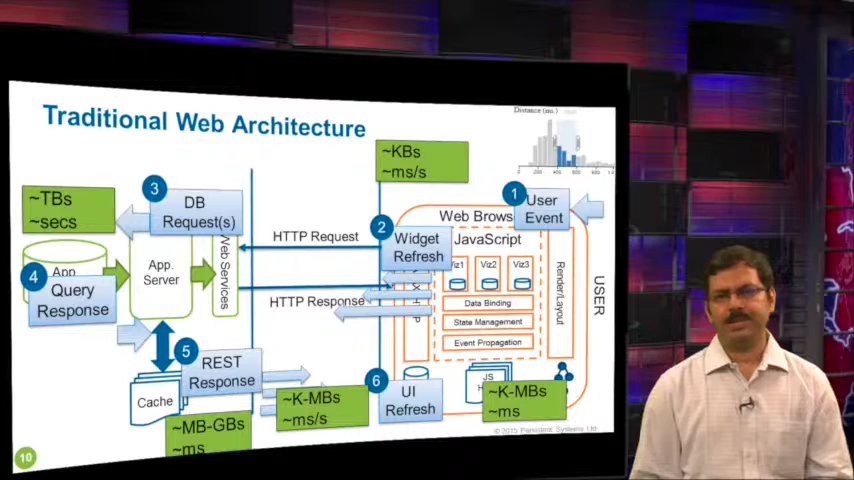 Traditional Web Architecture
Distance (mi.)
~KBs
~ms/s
~TBs
~secs
3
DB
Request(s)
1
User
Event
Web Brows
2
Widget
Refresh
HTTP Request
JavaScript
App
4
Query
Response
App.
Server
Web Services
Viz1
Viz2
Viz3
Data Binding
State Management
Event Propagation
Render/Layout
USER
HTTP Response
5
REST
Response
Cache
~K-MBs
~ms/s
6
UI
Refresh
JS
~K-MBs
~ms
~MB-GBs
~ms
© 2015 Persistent Systems Ltd
10